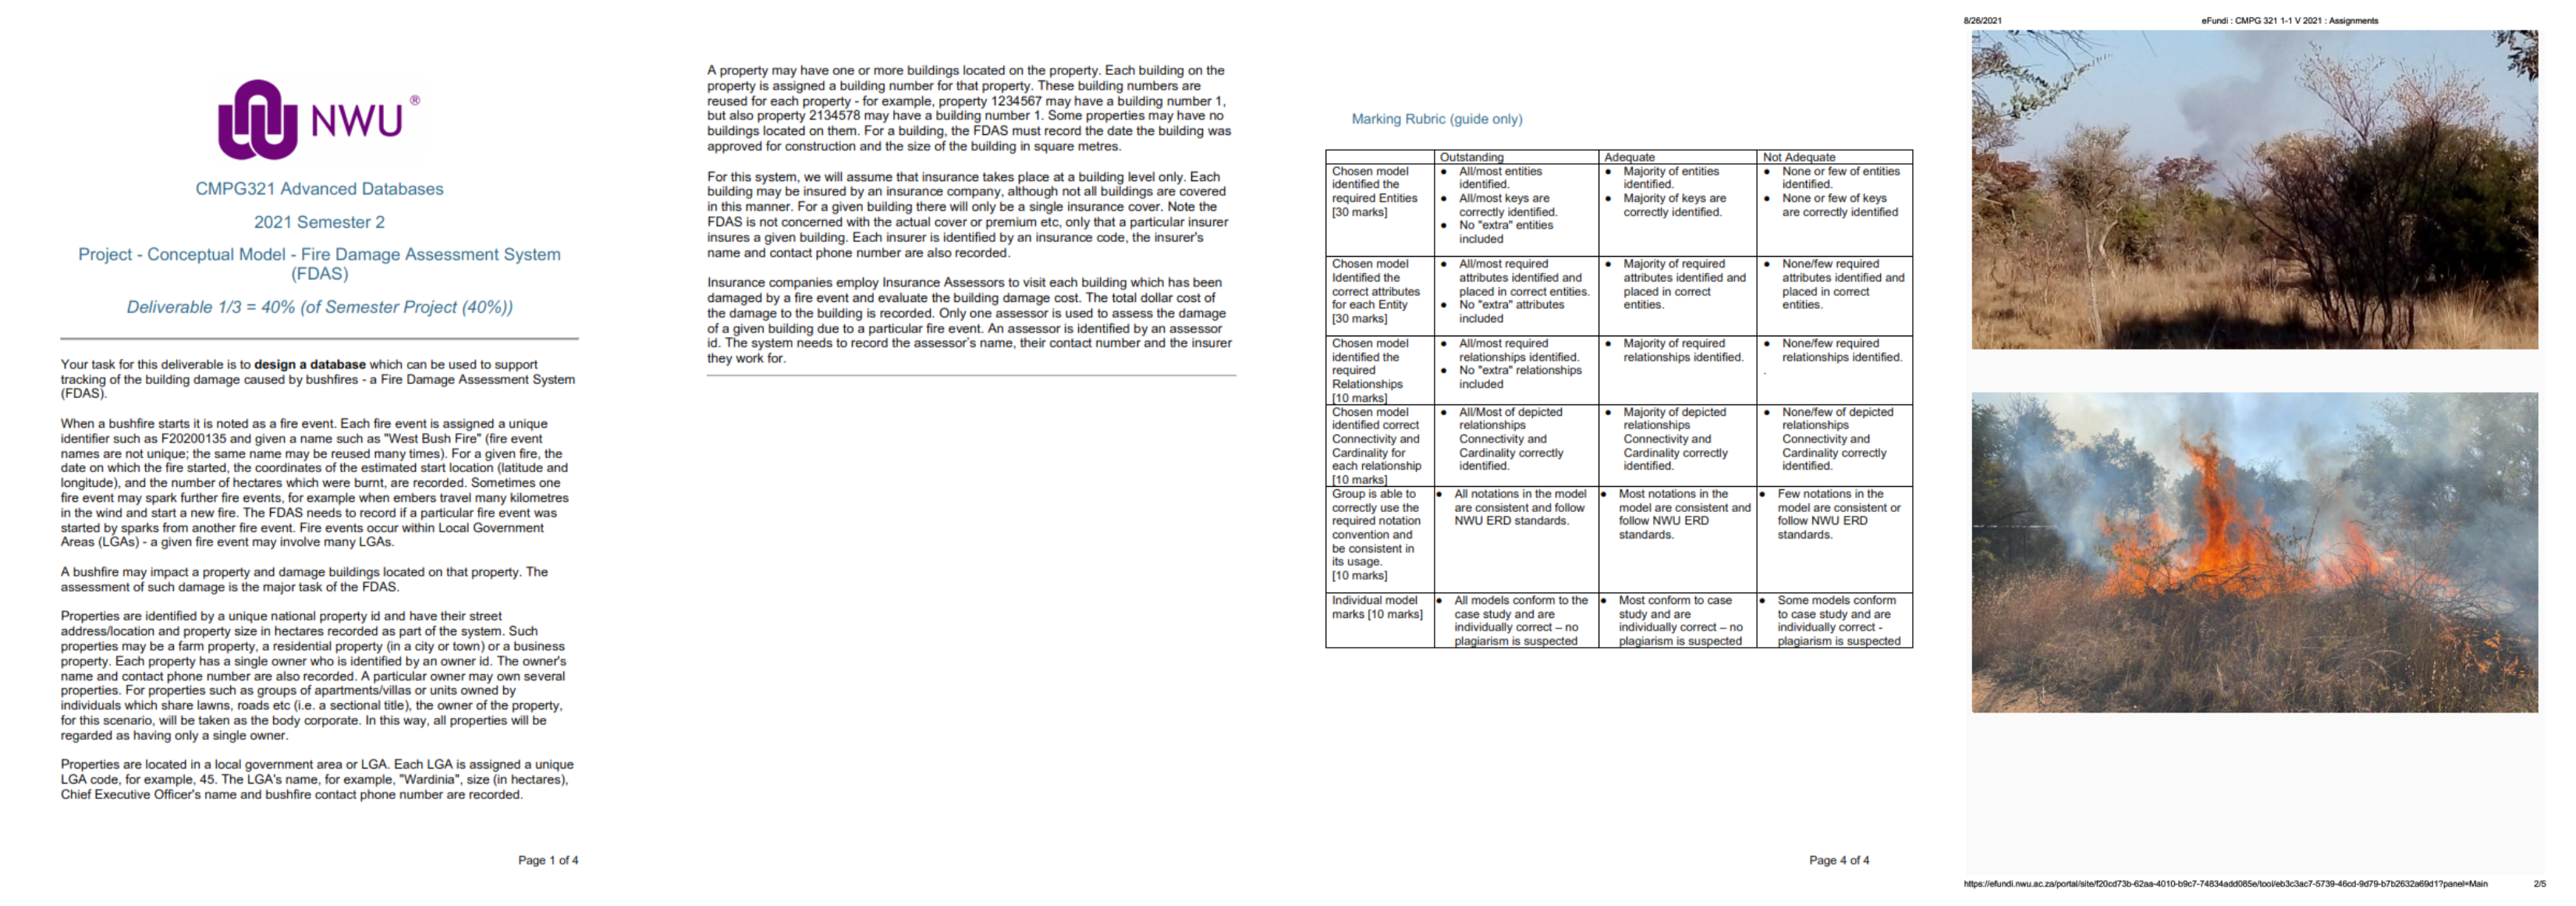 NWU ®
CMPG321 Advanced Databases
2021 Semester 2
Project - Conceptual Model - Fire Damage Assessment System
(FDAS)
Deliverable 1/3 = 40% (of Semester Project (40%))
Your task for this deliverable is to design a database which can be used to support
tracking of the building damage caused by bushfires - a Fire Damage Assessment System
(FDAS).
When a bushfire starts it is noted as a fire event. Each fire event is assigned a unique
identifier such as F20200135 and given a name such as "West Bush Fire" (fire event
names are not unique; the same name may be reused many times). For a given fire, the
date on which the fire started, the coordinates of the estimated start location (latitude and
longitude), and the number of hectares which were burnt, are recorded. Sometimes one
fire event may spark further fire events, for example when embers travel many kilometres
in the wind and start a new fire. The FDAS needs to record if a particular fire event was
started by sparks from another fire event. Fire events occur within Local Government
Areas (LGAs) - a given fire event may involve many LGAs.
A bushfire may impact a property and damage buildings located on that property. The
assessment of such damage is the major task of the FDAS.
Properties are identified by a unique national property id and have their street
address/location and property size in hectares recorded as part of the system. Such
properties may be a farm property, a residential property (in a city or town) or a business
property. Each property has a single owner who is identified by an owner id. The owner's
name and contact phone number are also recorded. A particular owner may own several
properties. For properties such as groups of apartments/villas or units owned by
individuals which share lawns, roads etc (i.e. a sectional title), the owner of the property,
for this scenario, will be taken as the body corporate. In this way, all properties will be
regarded as having only a single owner.
Properties are located in a local government area or LGA. Each LGA is assigned a unique
LGA code, for example, 45. The LGA's name, for example, "Wardinia", size (in hectares),
Chief Executive Officer's name and bushfire contact phone number are recorded.
Page 1 of 4
A property may have one or more buildings located on the property. Each building on the
property is assigned a building number for that property. These building numbers are
reused for each property - for example, property 1234567 may have a building number 1,
but also property 2134578 may have a building number 1. Some properties may have no
buildings located on them. For a building, the FDAS must record the date the building was
approved for construction and the size of the building in square metres.
For this system, we will assume that insurance takes place at a building level only. Each
building may be insured by an insurance company, although not all buildings are covered
in this manner. For a given building there will only be a single insurance cover. Note the
FDAS is not concerned with the actual cover or premium etc, only that a particular insurer
insures a given building. Each insurer is identified by an insurance code, the insurer's
name and contact phone number are also recorded.
Insurance companies employ Insurance Assessors to visit each building which has been
damaged by a fire event and evaluate the building damage cost. The total dollar cost of
the damage to the building is recorded. Only one assessor is used to assess the damage
of a given building due to a particular fire event. An assessor is identified by an assessor
id. The system needs to record the assessor's name, their contact number and the insurer
they work for.
Marking Rubric (guide only)
Outstanding
Adequate
Not Adequate
Chosen model
identified the
required Entities
[30 marks]
● All/most entities
identified.
● All/most keys are
correctly identified.
● No "extra" entities
included
● Majority of entities
identified.
● Majority of keys are
correctly identified.
● None or few of entities
identified.
● None or few of keys
are correctly identified
Chosen model
Identified the
correct attributes
for each Entity
[30 marks]
● All/most required
attributes identified and
placed in correct entities.
● No "extra" attributes
included
● Majority of required
attributes identified and
placed in correct
entities.
● None/few required
attributes identified and
placed in correct
entities.
Chosen model
identified the
required
Relationships
[10 marks]
● All/most required
relationships identified.
● No "extra" relationships
included
● Majority of required
relationships identified.
● None/few required
relationships identified.
.
Chosen model
identified correct
Connectivity and
Cardinality for
each relationship
[10 marks]
● All/Most of depicted
relationships
Connectivity and
Cardinality correctly
identified.
● Majority of depicted
relationships
Connectivity and
Cardinality correctly
identified.
● None/few of depicted
relationships
Connectivity and
Cardinality correctly
identified.
Group is able to
correctly use the
required notation
convention and
be consistent in
its usage.
[10 marks]
● All notations in the model
are consistent and follow
NWU ERD standards.
● Most notations in the
model are consistent and
follow NWU ERD
standards.
● Few notations in the
model are consistent or
follow NWU ERD
standards.
Individual model
marks [10 marks]
● All models conform to the
case study and are
individually correct – no
plagiarism is suspected
● Most conform to case
study and are
individually correct – no
plagiarism is suspected
● Some models conform
to case study and are
individually correct -
plagiarism is suspected
Page 4 of 4
8/26/2021
eFundi : CMPG 321 1-1 V 2021 : Assignments
https://efundi.nwu.ac.za/portal/site/f20cd73b-62aa-4010-b9c7-74834add085e/tool/eb3c3ac7-5739-46cd-9d79-b7b2632a69d1?panel=Main
2/5